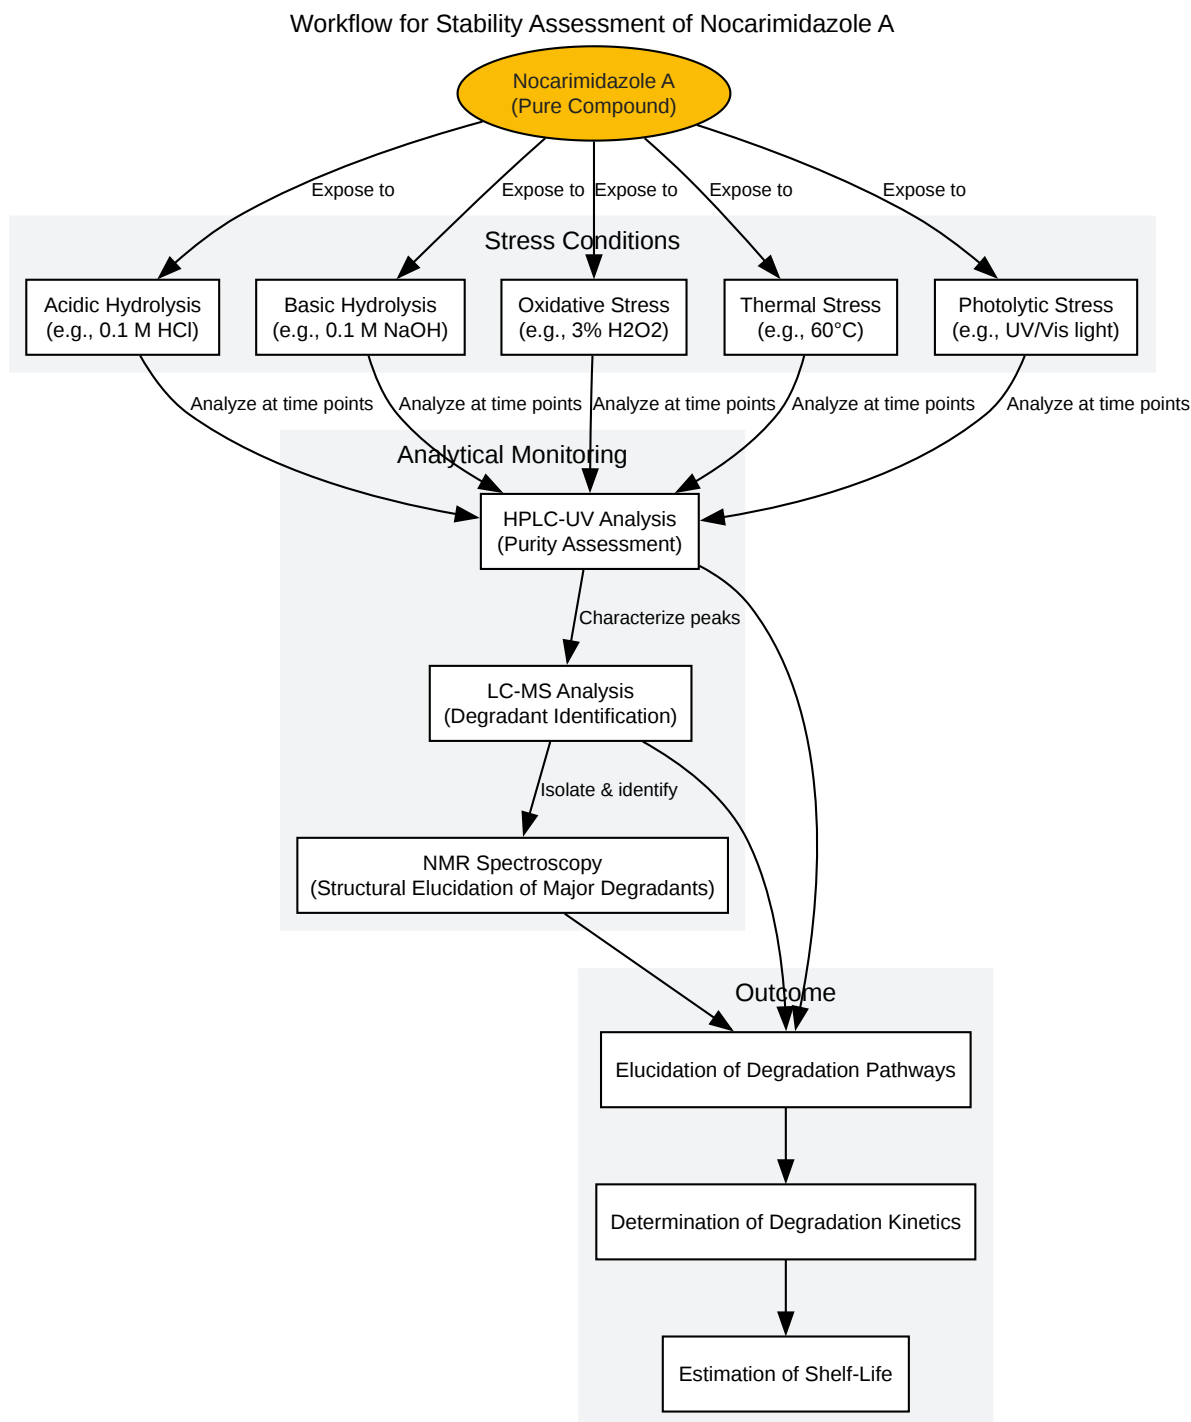 Workflow for Stability Assessment of Nocarimidazole A
Nocarimidazole A
(Pure Compound)
Expose to
Expose to
Expose to
Expose to
Expose to
Stress Conditions
Acidic Hydrolysis
(e.g., 0.1 M HCl)
Basic Hydrolysis
(e.g., 0.1 M NaOH)
Oxidative Stress
(e.g., 3% H2O2)
Thermal Stress
(e.g., 60°C)
Photolytic Stress
(e.g., UV/Vis light)
Analyze at time points
Analyze at time points
Analyze at time points
Analyze at time points
Analyze at time points
Analytical Monitoring
HPLC-UV Analysis
(Purity Assessment)
Characterize peaks
LC-MS Analysis
(Degradant Identification)
Isolate & identify
NMR Spectroscopy
(Structural Elucidation of Major Degradants)
Outcome
Elucidation of Degradation Pathways
Determination of Degradation Kinetics
Estimation of Shelf-Life